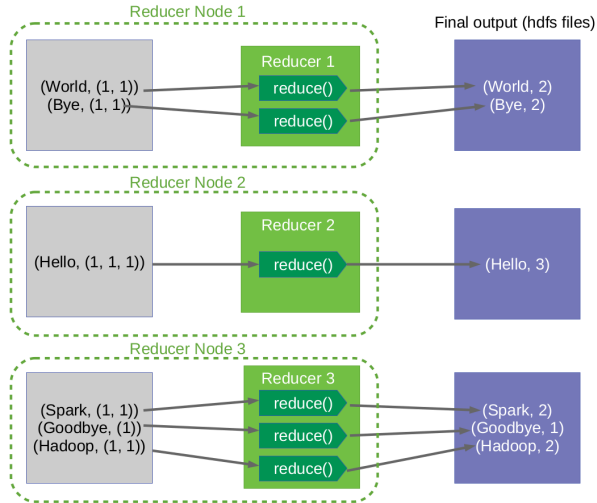 Reducer Node 1
Final output (hdfs files)
Reducer 1
(World, (1, 1))
(Bye, (1, 1))
reduce()
reduce()
(World, 2)
(Bye, 2)
Reducer Node 2
Reducer 2
(Hello, (1, 1, 1))
reduce()
(Hello, 3)
Reducer Node 3
Reducer 3
(Spark, (1, 1))
(Goodbye, (1))
(Hadoop, (1, 1))
reduce()
reduce()
reduce()
(Spark, 2)
(Goodbye, 1)
(Hadoop, 2)